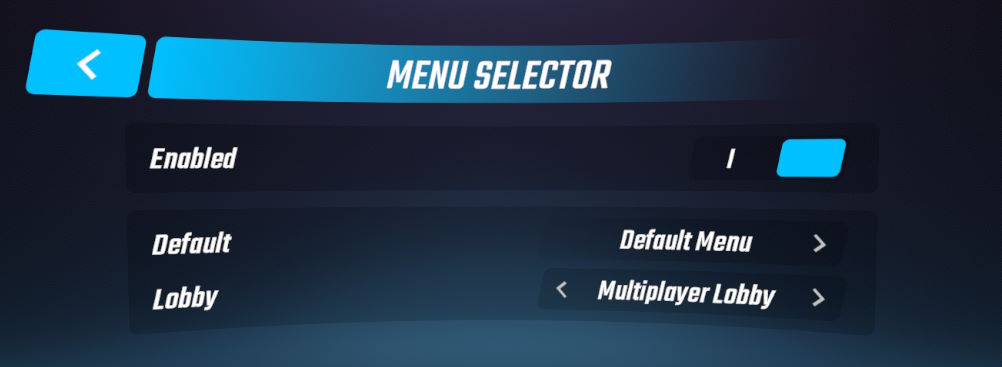 MENU SELECTOR
Enabled I
Default Default Menu
Lobby Multiplayer Lobby